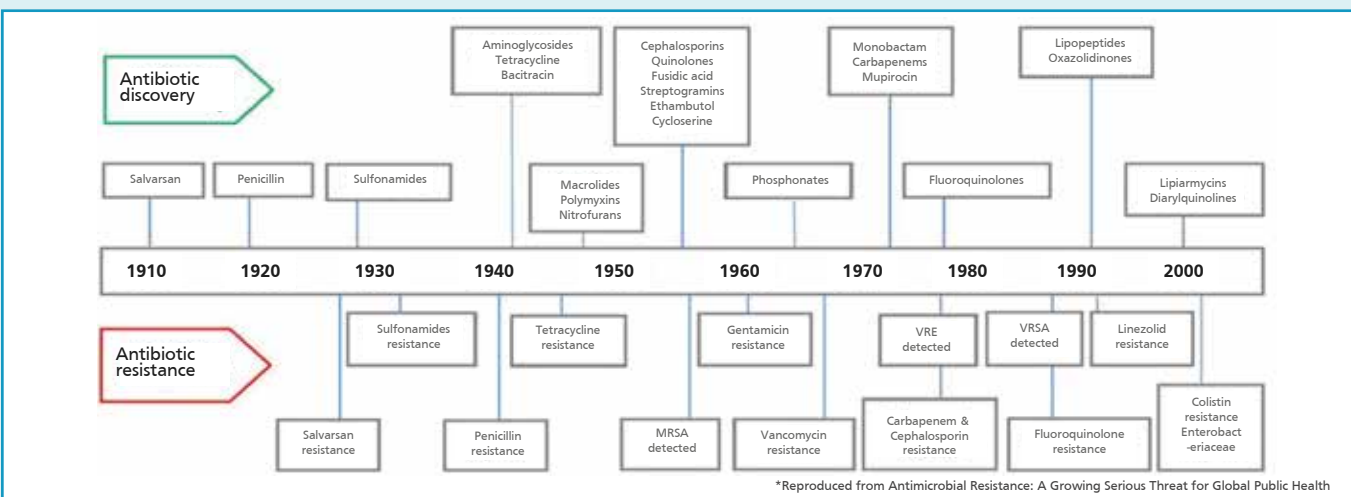 Antibiotic
discovery
Aminoglycosides
Tetracycline
Bacitracin
Cephalosporins
Quinolones
Fusidic acid
Streptogramins
Ethambutol
Cycloserine
Monobactam
Carbapenems
Mupirocin
Lipopeptides
Oxazolidinones
Salvarsan
Penicillin
Sulfonamides
Macrolides
Polymyxins
Nitrofurans
Phosphonates
Fluoroquinolones
Lipiarmycins
Diarylquinolines
1910 1920 1930 1940 1950 1960 1970 1980 1990 2000
Antibiotic
resistance
Sulfonamides
resistance
Tetracycline
resistance
Gentamicin
resistance
VRE
detected
VRSA
detected
Linezolid
resistance
Salvarsan
resistance
Penicillin
resistance
MRSA
detected
Vancomycin
resistance
Carbapenem &
Cephalosporin
resistance
Fluoroquinolone
resistance
Colistin
resistance
Enterobact
-eriaceae
*Reproduced from Antimicrobial Resistance: A Growing Serious Threat for Global Public Health